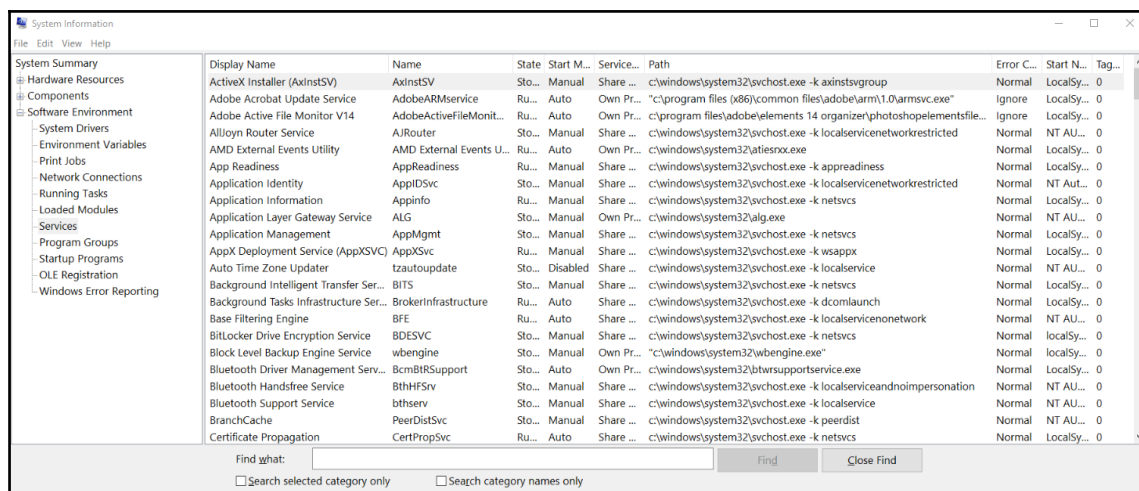 System Information
File Edit View Help
System Summary
Hardware Resources
Components
Software Environment
System Drivers
Environment Variables
Print Jobs
Network Connections
Running Tasks
Loaded Modules
Services
Program Groups
Startup Programs
OLE Registration
Windows Error Reporting
Display Name Name State Start M... Service... Path Error C... Start N... Tag...
ActiveX Installer (AxInstSV) AxInstSV Sto... Manual Share ... c:\windows\system32\svchost.exe -k axinstsvgroup Normal LocalSy... 0
Adobe Acrobat Update Service AdobeARMservice Ru... Auto Own Pr... "c:\program files (x86)\common files\adobe\arm\1.0\armsvc.exe" Ignore LocalSy... 0
Adobe Active File Monitor V14 AdobeActiveFileMonit... Ru... Auto Own Pr... c:\program files\adobe\elements 14 organizer\photoshopelementsfile... Ignore LocalSy... 0
AllJoyn Router Service AJRouter Sto... Manual Share ... c:\windows\system32\svchost.exe -k localservicenetworkrestricted Normal NT AU... 0
AMD External Events Utility AMD External Events U... Ru... Auto Own Pr... c:\windows\system32\atiesrxx.exe Normal LocalSy... 0
App Readiness AppReadiness Sto... Manual Share ... c:\windows\system32\svchost.exe -k appreadiness Normal LocalSy... 0
Application Identity AppIDSvc Sto... Manual Share ... c:\windows\system32\svchost.exe -k localservicenetworkrestricted Normal NT Aut... 0
Application Information Appinfo Ru... Manual Share ... c:\windows\system32\svchost.exe -k netsvcs Normal LocalSy... 0
Application Layer Gateway Service ALG Sto... Manual Own Pr... c:\windows\system32\alg.exe Normal NT AU... 0
Application Management AppMgmt Sto... Manual Share ... c:\windows\system32\svchost.exe -k netsvcs Normal LocalSy... 0
AppX Deployment Service (AppXSVC) AppXSvc Ru... Manual Share ... c:\windows\system32\svchost.exe -k wsappx Normal LocalSy... 0
Auto Time Zone Updater tzautoupdate Sto... Disabled Share ... c:\windows\system32\svchost.exe -k localservice Normal NT AU... 0
Background Intelligent Transfer Ser... BITS Sto... Manual Share ... c:\windows\system32\svchost.exe -k netsvcs Normal LocalSy... 0
Background Tasks Infrastructure Ser... BrokerInfrastructure Ru... Auto Share ... c:\windows\system32\svchost.exe -k dcomlaunch Normal LocalSy... 0
Base Filtering Engine BFE Ru... Auto Share ... c:\windows\system32\svchost.exe -k localservicenonetwork Normal NT AU... 0
BitLocker Drive Encryption Service BDESVC Sto... Manual Share ... c:\windows\system32\svchost.exe -k netsvcs Normal localSy... 0
Block Level Backup Engine Service wbengine Sto... Manual Own Pr... "c:\windows\system32\wbengine.exe" Normal localSy... 0
Bluetooth Driver Management Serv... BcmBtRSupport Sto... Auto Own Pr... c:\windows\system32\btwrsupportservice.exe Normal LocalSy... 0
Bluetooth Handsfree Service BthHFSrv Sto... Manual Share ... c:\windows\system32\svchost.exe -k localserviceandnoimpersonation Normal NT AU... 0
Bluetooth Support Service bthserv Sto... Manual Share ... c:\windows\system32\svchost.exe -k localservice Normal NT AU... 0
BranchCache PeerDistSvc Sto... Manual Share ... c:\windows\system32\svchost.exe -k peerdist Normal NT AU... 0
Certificate Propagation CertPropSvc Ru... Auto Share ... c:\windows\system32\svchost.exe -k netsvcs Normal LocalSy... 0
Find what: Find Close Find
Search selected category only Search category names only